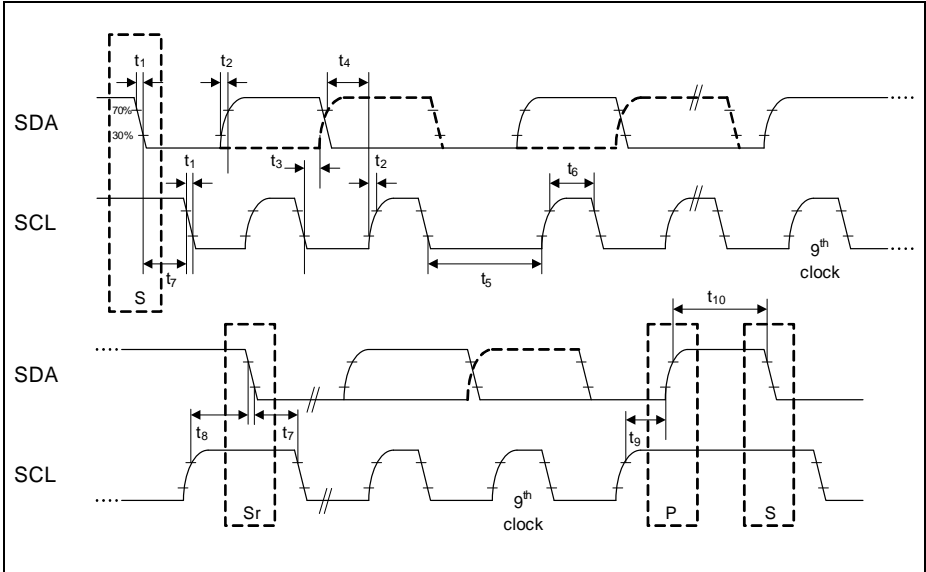 t1 t2 t4
70%
SDA
30%
t1 t3 t2 t6
SCL
t7 t5 9th
clock
S
t10
SDA
t8 t7 t9
SCL
Sr 9th P S
clock